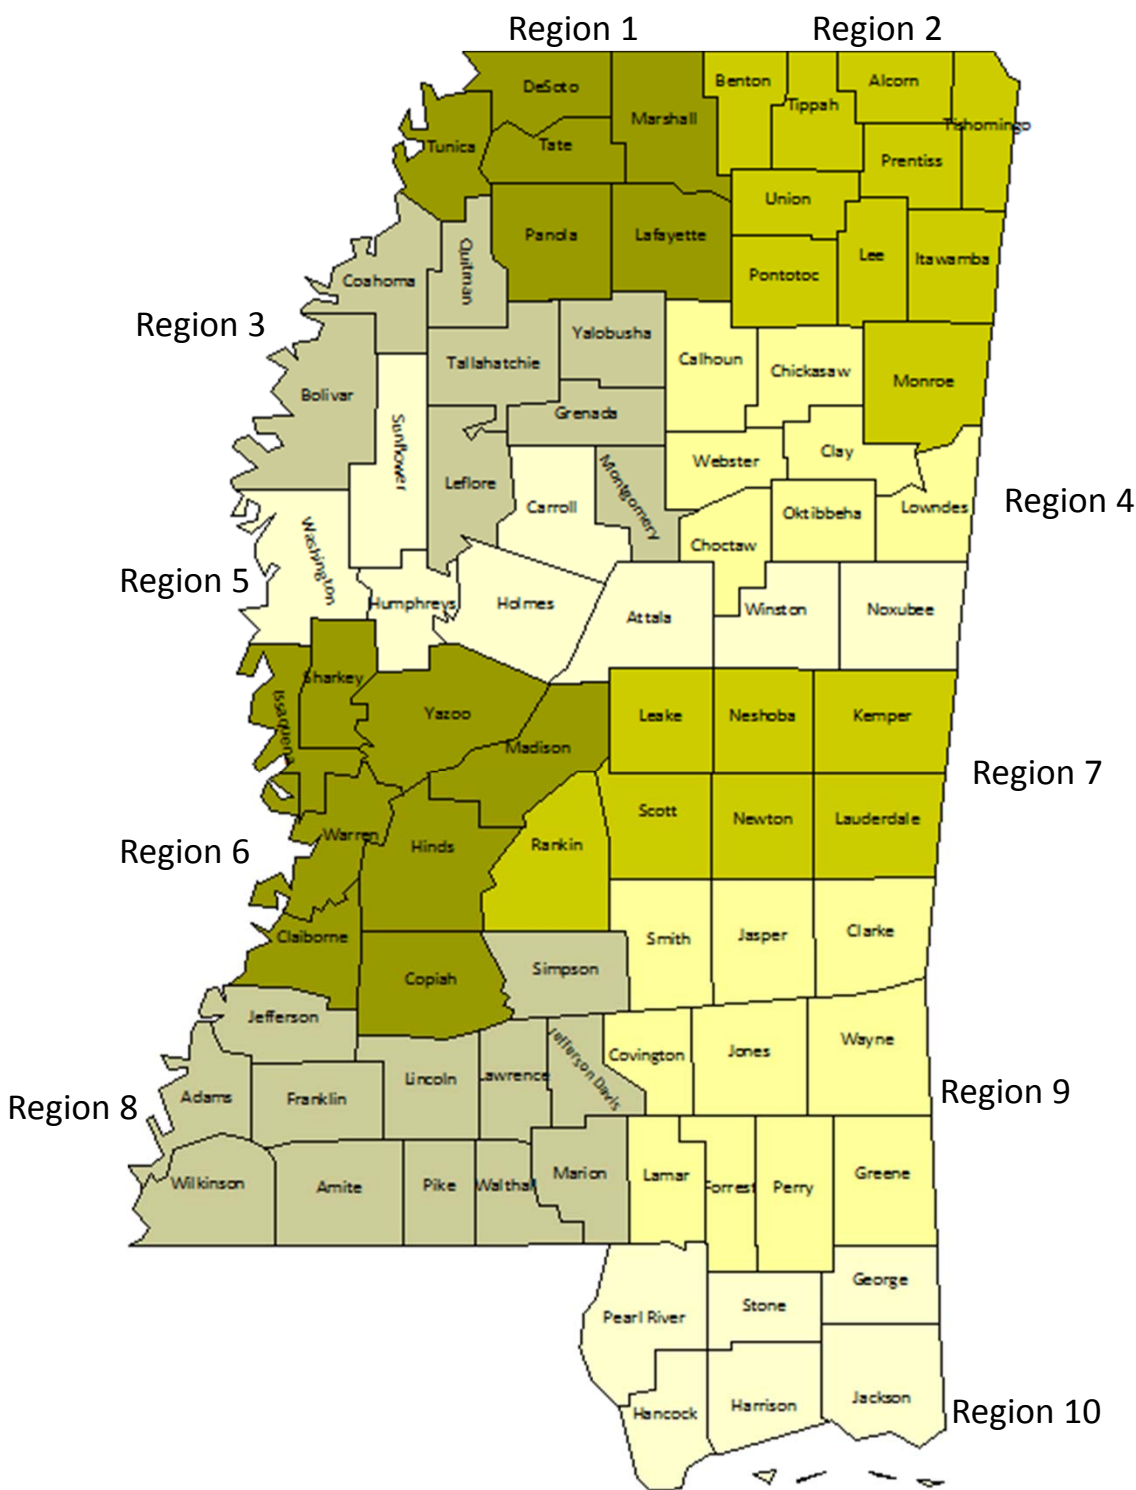 Region 1
Region 2
DeSoto
Marshall
Benton
Tippah
Alcorn
Tishomingo
Tunica
Tate
Prentiss
Panola
Lafayette
Union
Pontotoc
Lee
Itawamba
Coahoma
Quitman
Region 3
Yalobusha
Tallahatchie
Calhoun
Chickasaw
Monroe
Bolivar
Sunflower
Grenada
Leflore
Montgomery
Webster
Clay
Carroll
Oktibbeha
Lowndes
Region 4
Choctaw
Washington
Region 5
Humphreys
Holmes
Attala
Winston
Noxubee
Sharkey
Issaquena
Yazoo
Madison
Leake
Neshoba
Kemper
Region 7
Scott
Newton
Lauderdale
Region 6
Warren
Hinds
Rankin
Claiborne
Copiah
Simpson
Smith
Jasper
Clarke
Jefferson
Lincoln
Lawrence
Jefferson Davis
Covington
Jones
Wayne
Region 8
Adams
Franklin
Region 9
Wilkinson
Amite
Pike
Walthal
Marion
Lamar
Forrest
Perry
Greene
Pearl River
Stone
George
Hancock
Harrison
Jackson
Region 10